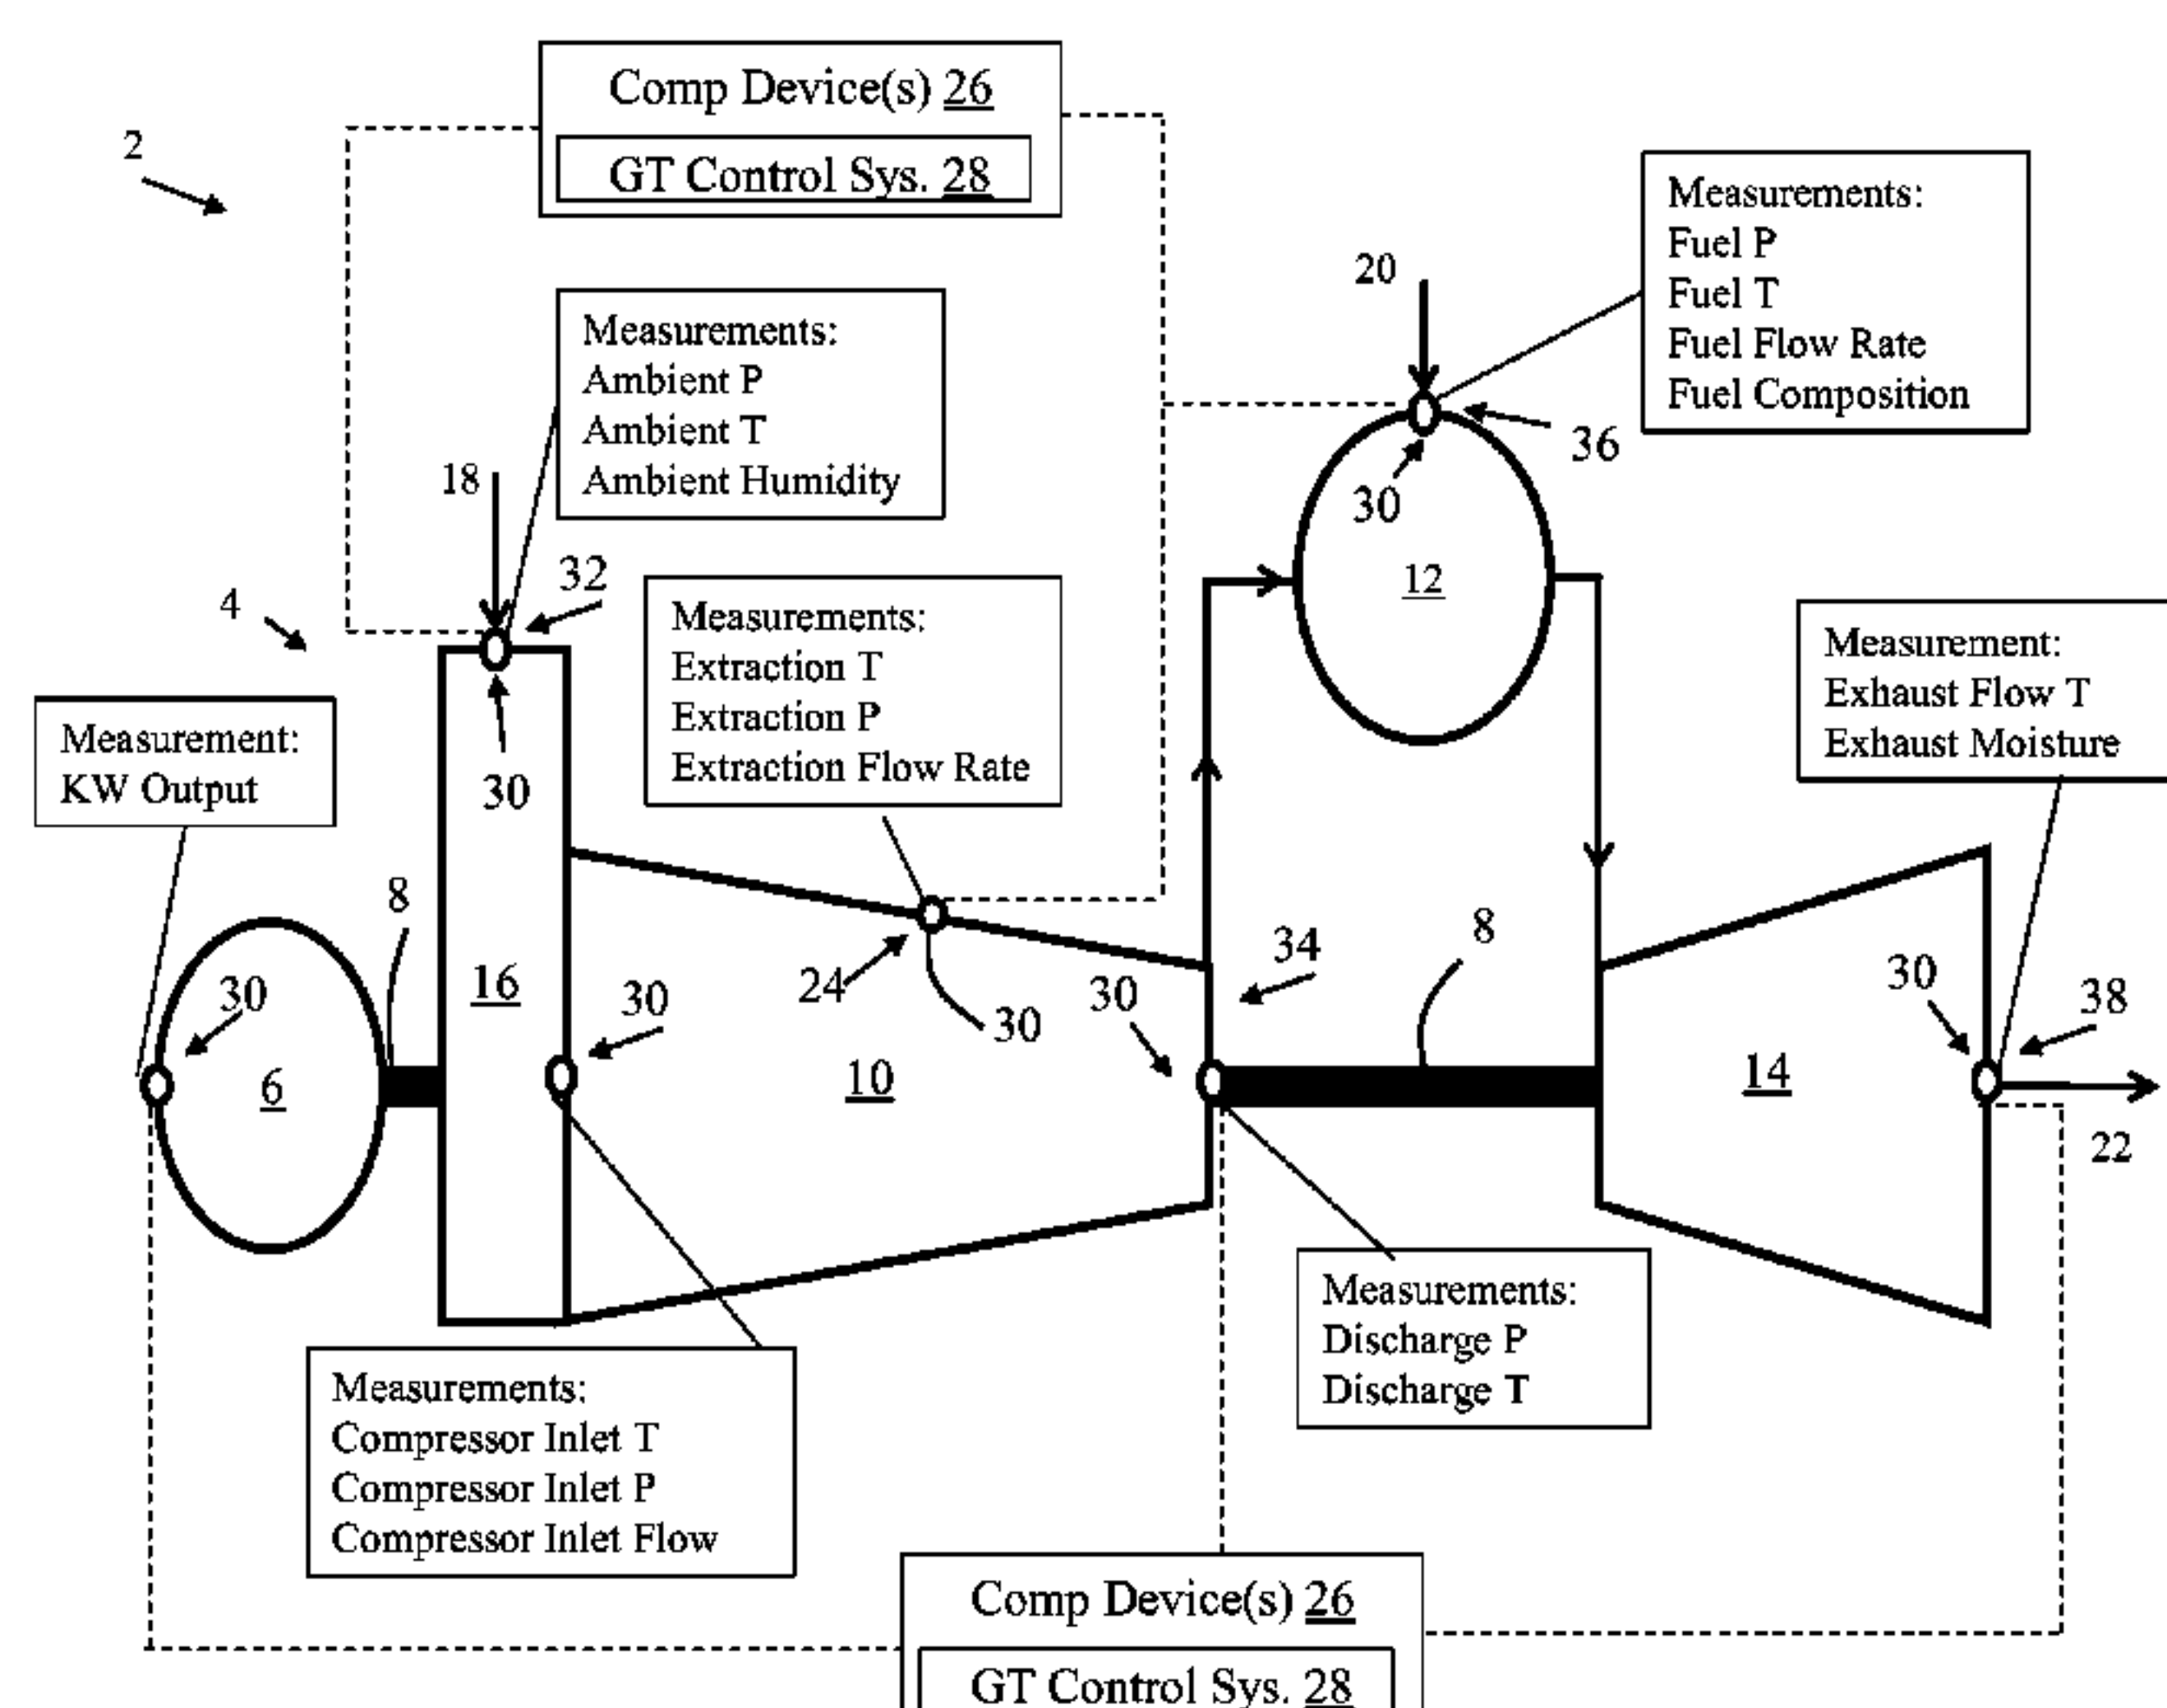 Comp Device(s) 26
GT Control Sys. 28
2
Measurements:
Fuel P
Fuel T
Fuel Flow Rate
Fuel Composition
20
36
30
12
Measurements:
Ambient P
Ambient T
Ambient Humidity
18
32
4
30
Measurements:
Extraction T
Extraction P
Extraction Flow Rate
Measurement:
Exhaust Flow T
Exhaust Moisture
Measurement:
KW Output
8
30
6
16
30
24
30
10
30
34
8
14
30
38
22
Measurements:
Discharge P
Discharge T
Measurements:
Compressor Inlet T
Compressor Inlet P
Compressor Inlet Flow
Comp Device(s) 26
GT Control Sys. 28